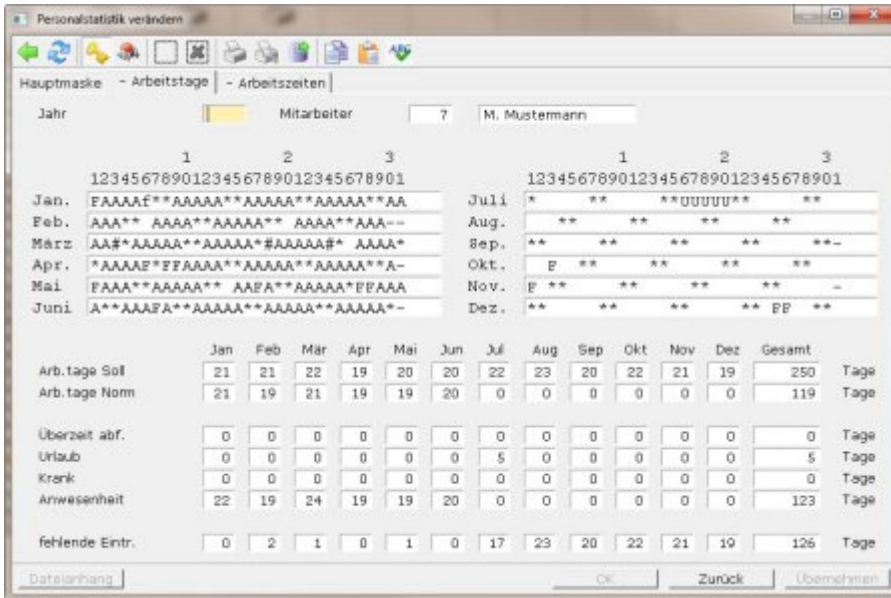 Personalstatistik verändern
Hauptmaske - Arbeitstage - Arbeitszeiten
Jahr Mitarbeiter 7 M. Mustermann
1 2 3 1 2 3
1234567890123456789012345678901 1234567890123456789012345678901
Jan. FAAAAf**AAAAA**AAAAA**AAAAA**AA Juli * ** **UUUUU** **
Feb. AAA** AAAA**AAAAA** AAAA**AAA-- Aug. ** ** ** **
März AA#*AAAAA**AAAAA*#AAAAA#* AAAA* Sep. ** ** ** ** **-
Apr. *AAAAF*FFAAAA**AAAAA**AAAAA**A- Okt. F ** ** ** **
Mai FAAA**AAAAA** AAFA**AAAAA*FFAAA Nov. F ** ** ** ** -
Juni A**AAAFA**AAAAA**AAAAA**AAAAA*- Dez. ** ** ** ** FF **
Jan Feb Mär Apr Mai Jun Jul Aug Sep Okt Nov Dez Gesamt
Arb.tage Soll 21 21 22 19 20 20 22 23 20 22 21 19 250 Tage
Arb.tage Norm 21 19 21 19 19 20 0 0 0 0 0 0 119 Tage
Überzeit abf. 0 0 0 0 0 0 0 0 0 0 0 0 0 Tage
Urlaub 0 0 0 0 0 0 5 0 0 0 0 0 5 Tage
Krank 0 0 0 0 0 0 0 0 0 0 0 0 0 Tage
Anwesenheit 22 19 24 19 19 20 0 0 0 0 0 0 123 Tage
fehlende Eintr. 0 2 1 0 1 0 17 23 20 22 21 19 126 Tage
Dateianhang OK Zurück Übernehmen